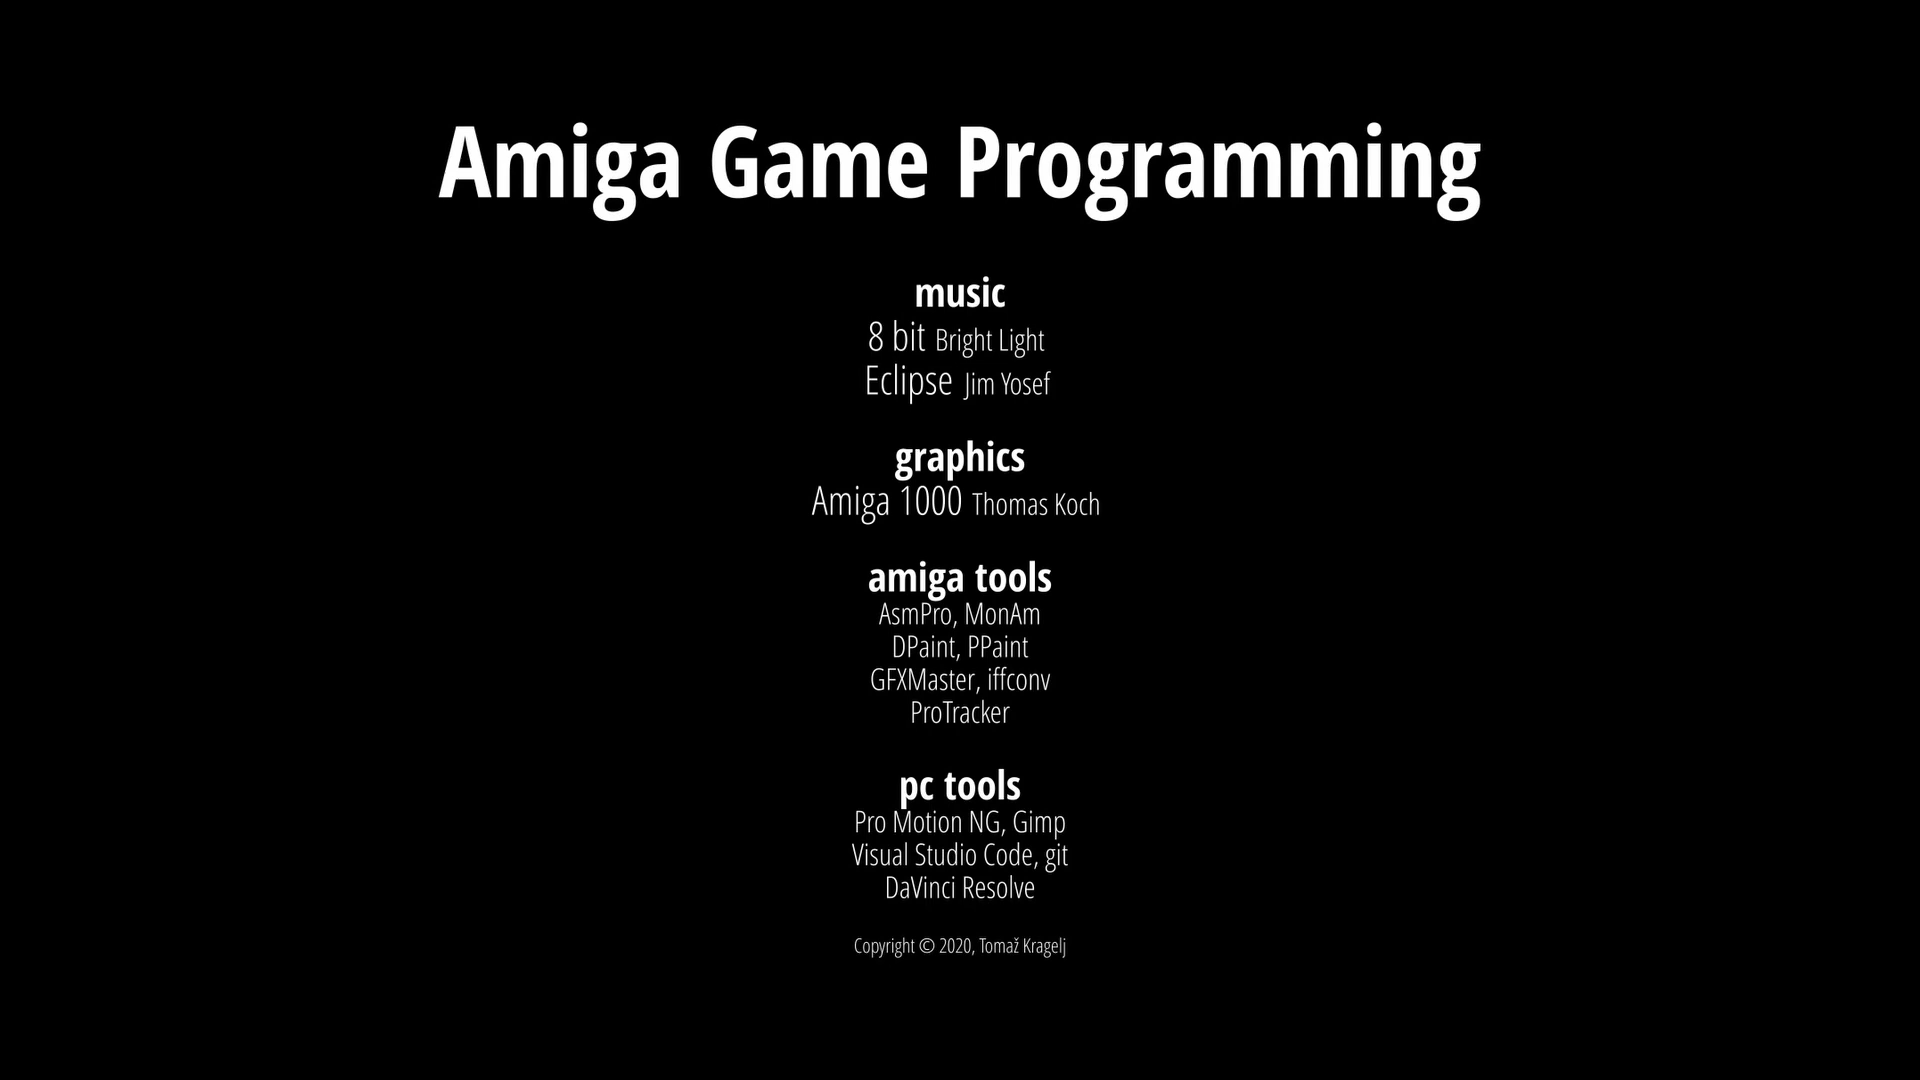 Amiga Game Programming
music
8 bit Bright Light
Eclipse Jim Yosef
graphics
Amiga 1000 Thomas Koch
amiga tools
AsmPro, MonAm
DPaint, PPaint
GFXMaster, iffconv
ProTracker
pc tools
Pro Motion NG, Gimp
Visual Studio Code, git
DaVinci Resolve
Copyright © 2020, Tomaž Kragelj